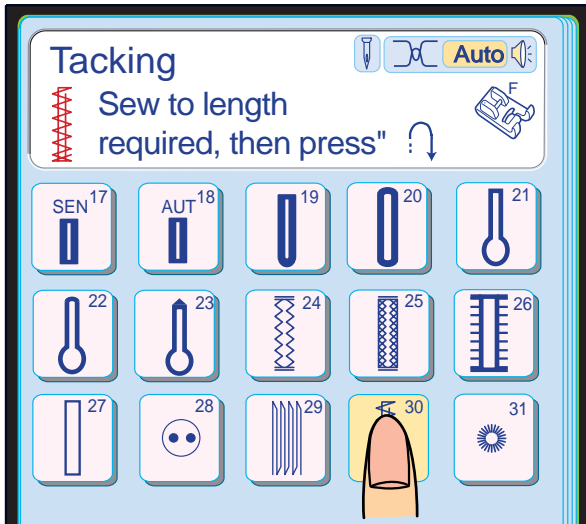 Tacking
Auto
F
Sew to length
required, then press"
SEN 17
AUT 18
19
20
21
22
23
24
25
26
27
28
29
30
31